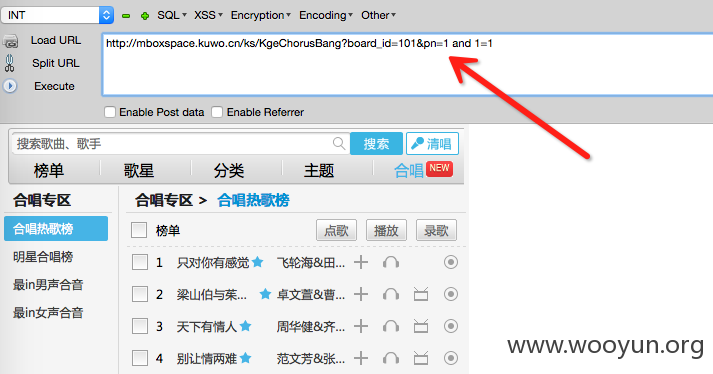 INT SQL XSS Encryption Encoding Other
Load URL
Split URL
Execute
http://mboxspace.kuwo.cn/ks/KgeChorusBang?board_id=101&pn=1 and 1=1
Enable Post data Enable Referrer
搜索歌曲、歌手 搜索 清唱
榜单 歌星 分类 主题 合唱 NEW
合唱专区
合唱热歌榜
明星合唱榜
最in男声合音
最in女声合音
合唱专区 > 合唱热歌榜
榜单 点歌 播放 录歌
1 只对你有感觉 飞轮海&田...
2 梁山伯与茱... 卓文萱&曹...
3 天下有情人 周华健&齐...
4 别让情两难 范文芳&张...
www.wooyun.org